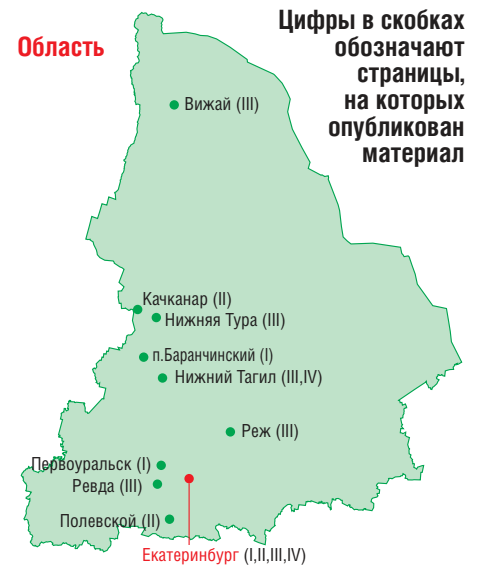 Область
Цифры в скобках
обозначают
страницы,
на которых
опубликован
материал
Вижай (III)
Качканар (II)
Нижняя Тура (III)
п.Баранчинский (I)
Нижний Тагил (III,IV)
Реж (III)
Первоуральск (I)
Ревда (III)
Полевской (II)
Екатеринбург (I,II,III,IV)